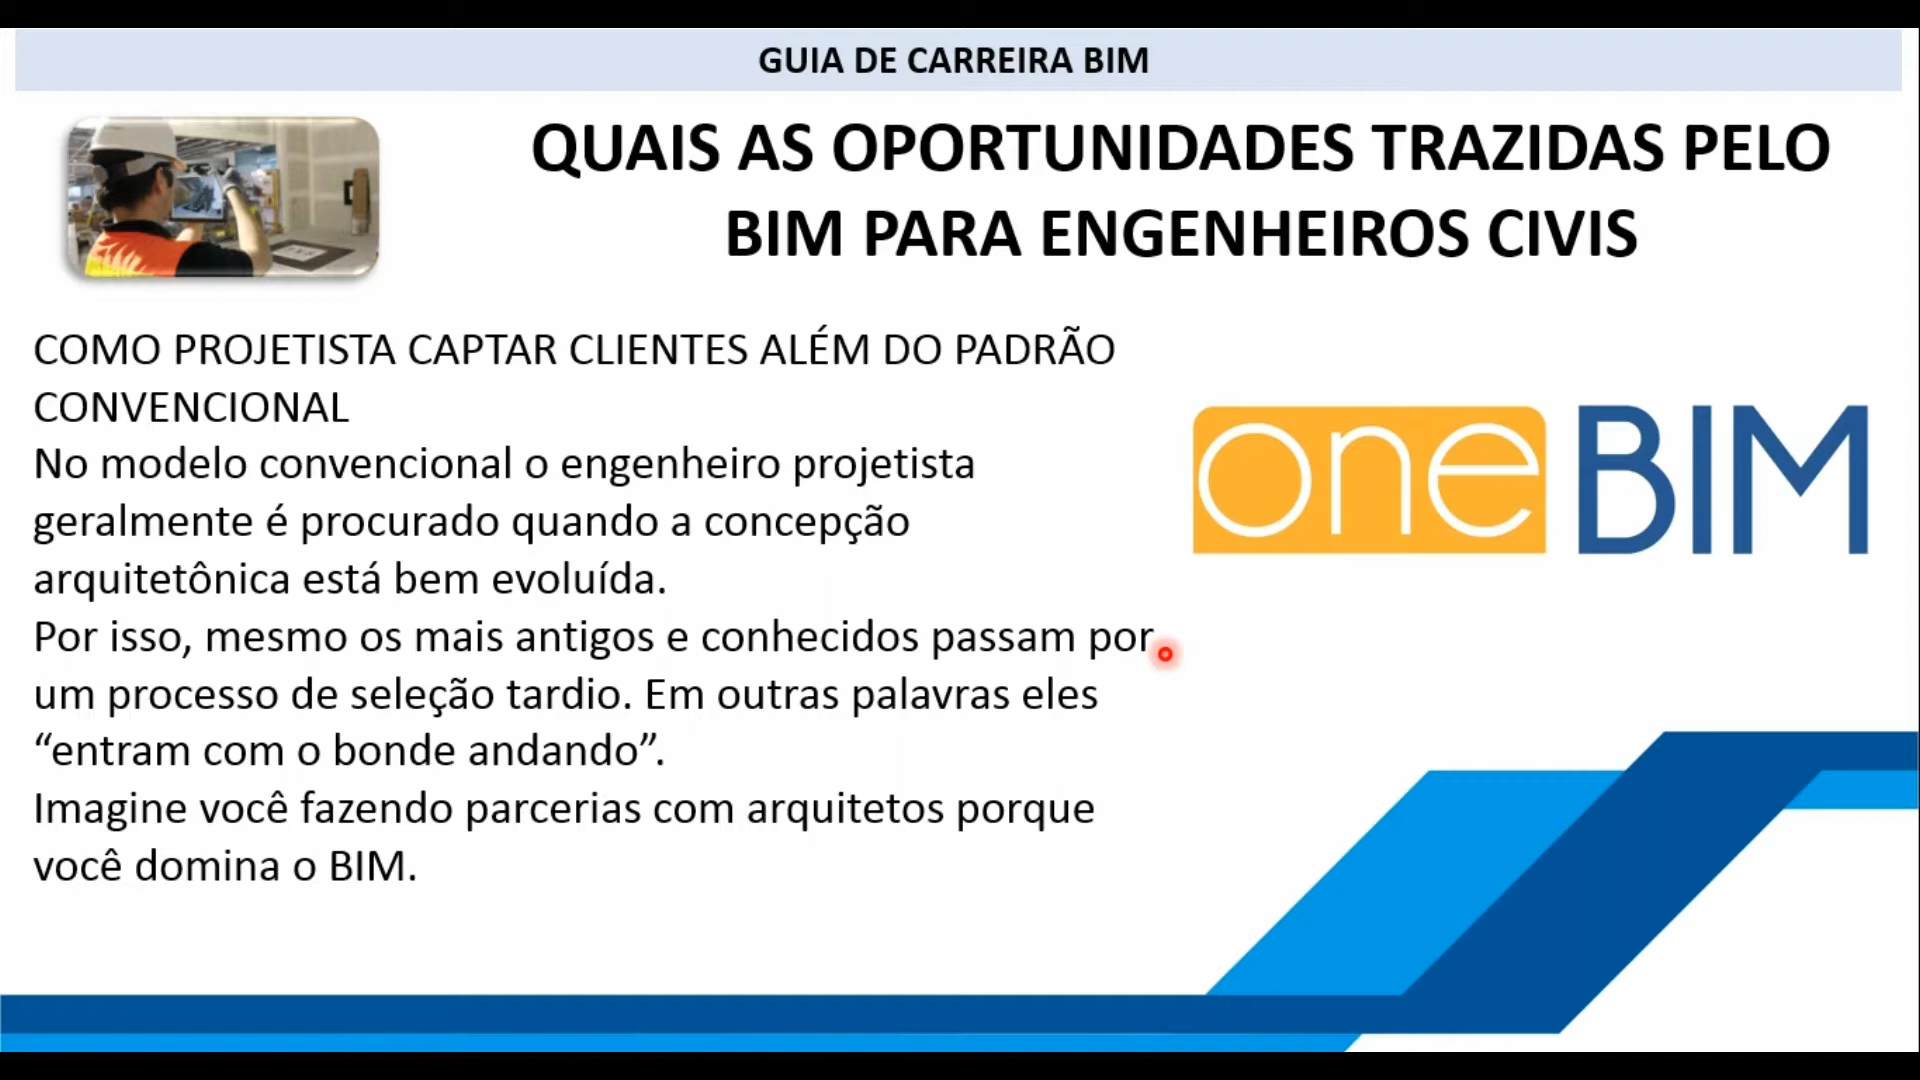 GUIA DE CARREIRA BIM
QUAIS AS OPORTUNIDADES TRAZIDAS PELO
BIM PARA ENGENHEIROS CIVIS
COMO PROJETISTA CAPTAR CLIENTES ALÉM DO PADRÃO
CONVENCIONAL
No modelo convencional o engenheiro projetista
geralmente é procurado quando a concepção
arquitetônica está bem evoluída.
Por isso, mesmo os mais antigos e conhecidos passam por
um processo de seleção tardio. Em outras palavras eles
“entram com o bonde andando”.
Imagine você fazendo parcerias com arquitetos porque
você domina o BIM.
one BIM